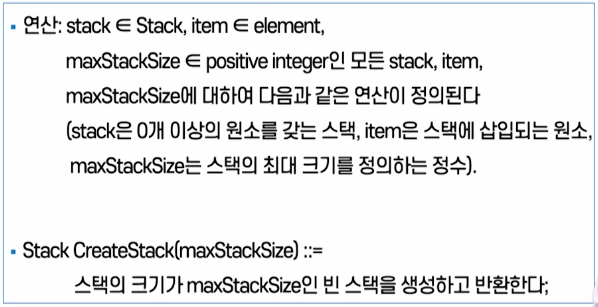 ▪ 연산: stack ∈ Stack, item ∈ element,
maxStackSize ∈ positive integer인 모든 stack, item,
maxStackSize에 대하여 다음과 같은 연산이 정의된다
(stack은 0개 이상의 원소를 갖는 스택, item은 스택에 삽입되는 원소,
maxStackSize는 스택의 최대 크기를 정의하는 정수).
▪ Stack CreateStack(maxStackSize) ::=
스택의 크기가 maxStackSize인 빈 스택을 생성하고 반환한다;